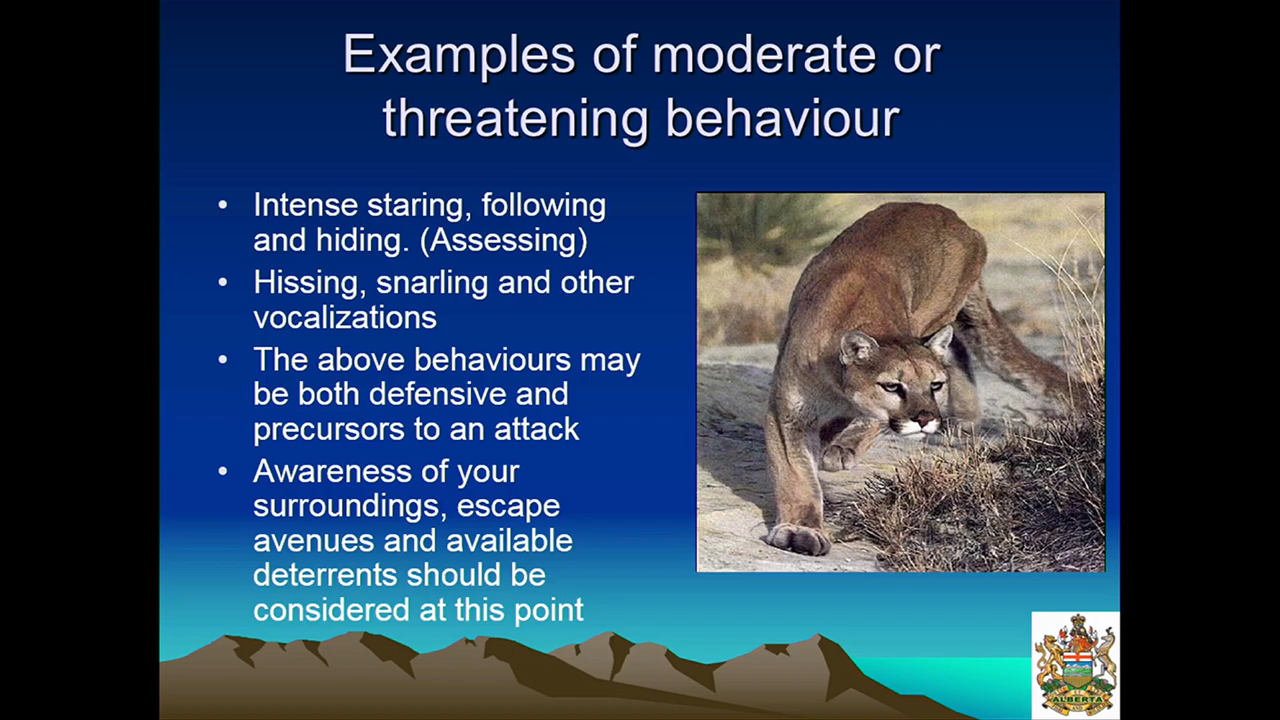 Examples of moderate or
threatening behaviour
• Intense staring, following
and hiding. (Assessing)
• Hissing, snarling and other
vocalizations
• The above behaviours may
be both defensive and
precursors to an attack
• Awareness of your
surroundings, escape
avenues and available
deterrents should be
considered at this point
ALBERTA